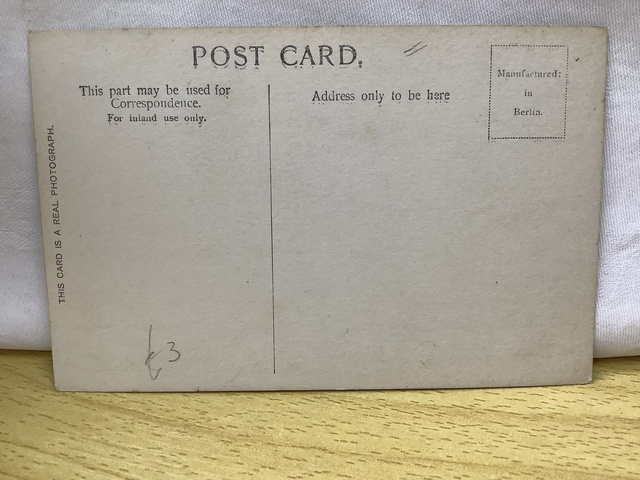 POST CARD.
This part may be used for
Correspondence.
For inland use only.
Address only to be here
Manufactured:
in
Berlin.
THIS CARD IS A REAL PHOTOGRAPH.
£3